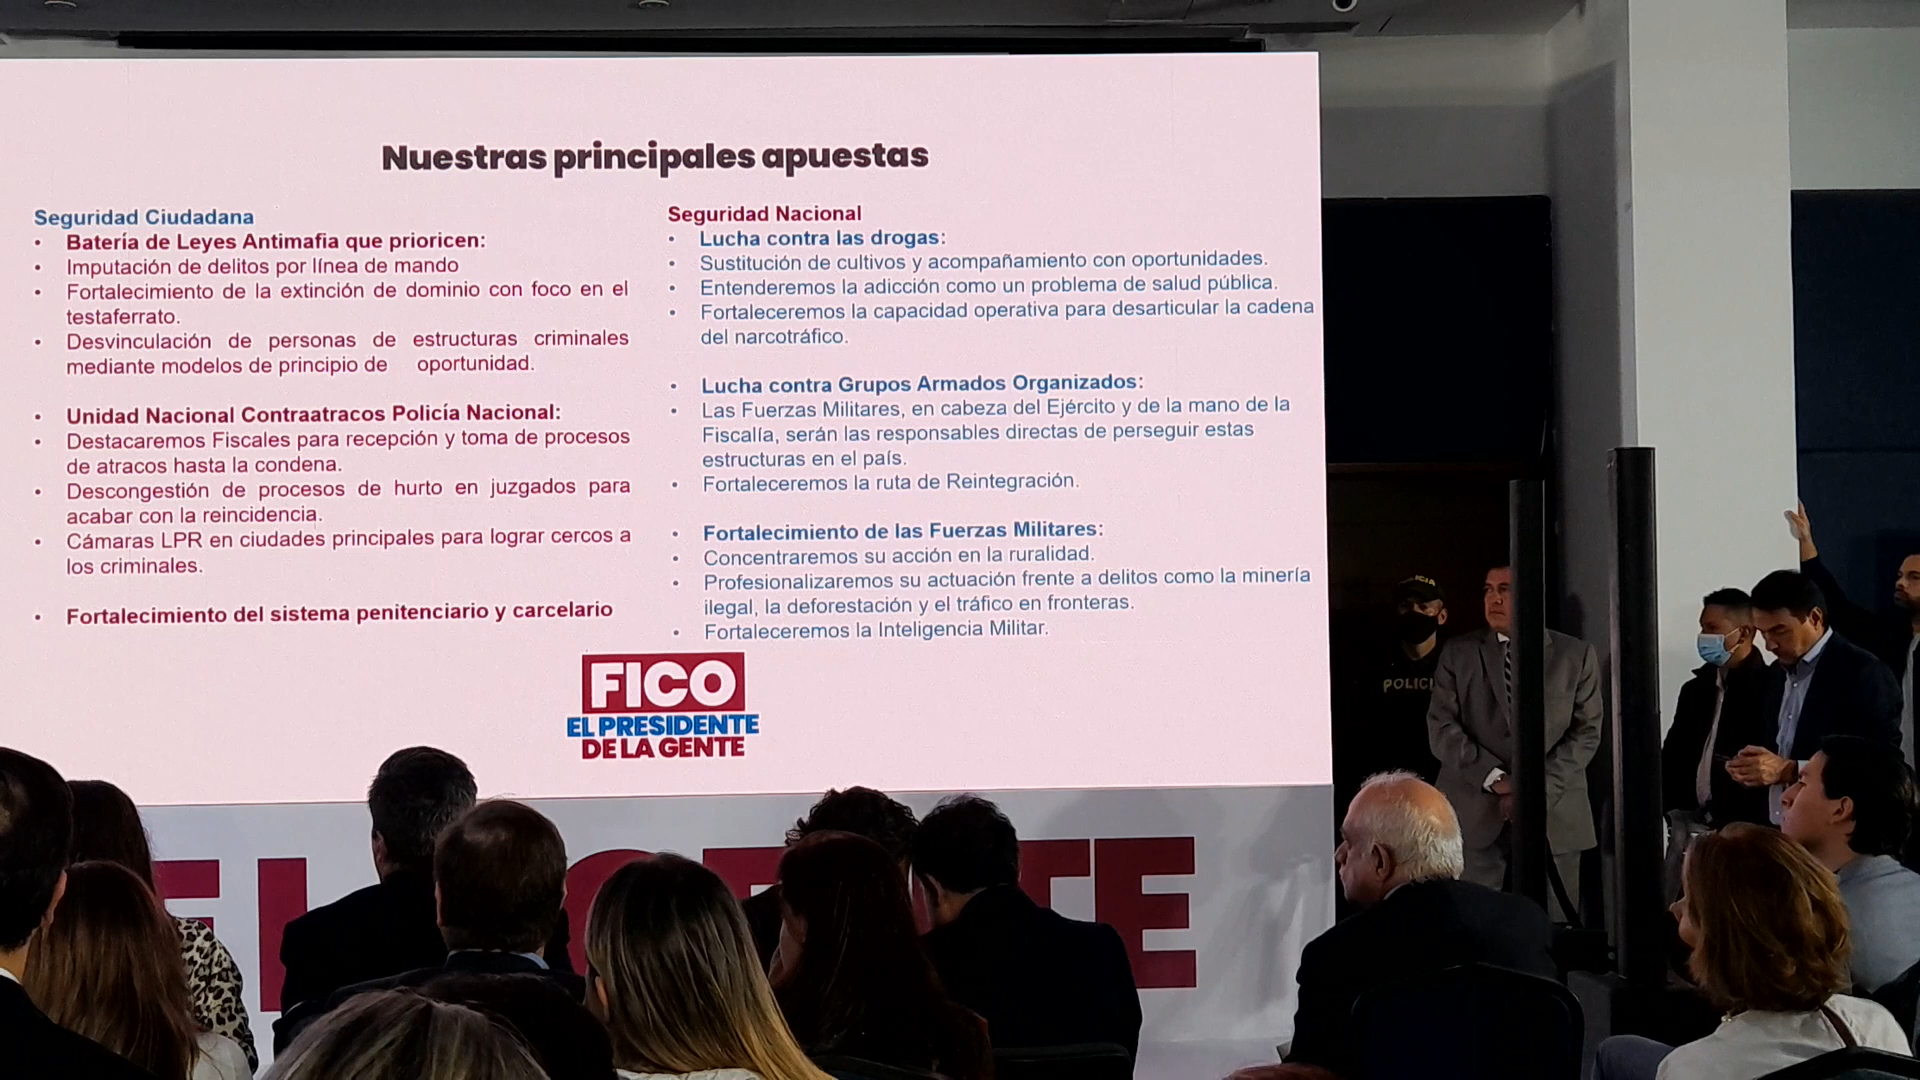 Nuestras principales apuestas
Seguridad Ciudadana
• Batería de Leyes Antimafia que prioricen:
• Imputación de delitos por línea de mando
• Fortalecimiento de la extinción de dominio con foco en el
testaferrato.
• Desvinculación de personas de estructuras criminales
mediante modelos de principio de oportunidad.
• Unidad Nacional Contraatracos Policía Nacional:
• Destacaremos Fiscales para recepción y toma de procesos
de atracos hasta la condena.
• Descongestión de procesos de hurto en juzgados para
acabar con la reincidencia.
• Cámaras LPR en ciudades principales para lograr cercos a
los criminales.
• Fortalecimiento del sistema penitenciario y carcelario
Seguridad Nacional
• Lucha contra las drogas:
• Sustitución de cultivos y acompañamiento con oportunidades.
• Entenderemos la adicción como un problema de salud pública.
• Fortaleceremos la capacidad operativa para desarticular la cadena
del narcotráfico.
• Lucha contra Grupos Armados Organizados:
• Las Fuerzas Militares, en cabeza del Ejército y de la mano de la
Fiscalía, serán las responsables directas de perseguir estas
estructuras en el país.
• Fortaleceremos la ruta de Reintegración.
• Fortalecimiento de las Fuerzas Militares:
• Concentraremos su acción en la ruralidad.
• Profesionalizaremos su actuación frente a delitos como la minería
ilegal, la deforestación y el tráfico en fronteras.
• Fortaleceremos la Inteligencia Militar.
FICO
EL PRESIDENTE
DE LA GENTE
POLICI